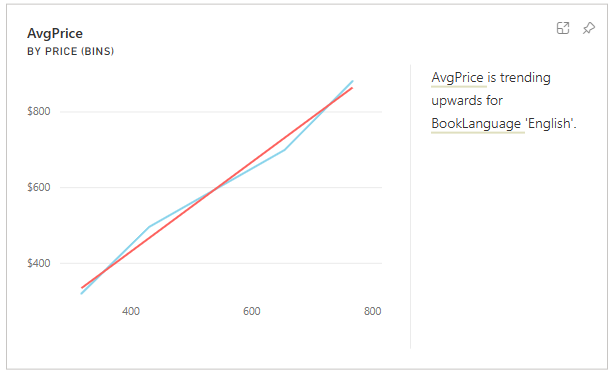 AvgPrice
BY PRICE (BINS)
$800
$600
$400
400 600 800
AvgPrice is trending
upwards for
BookLanguage 'English'.